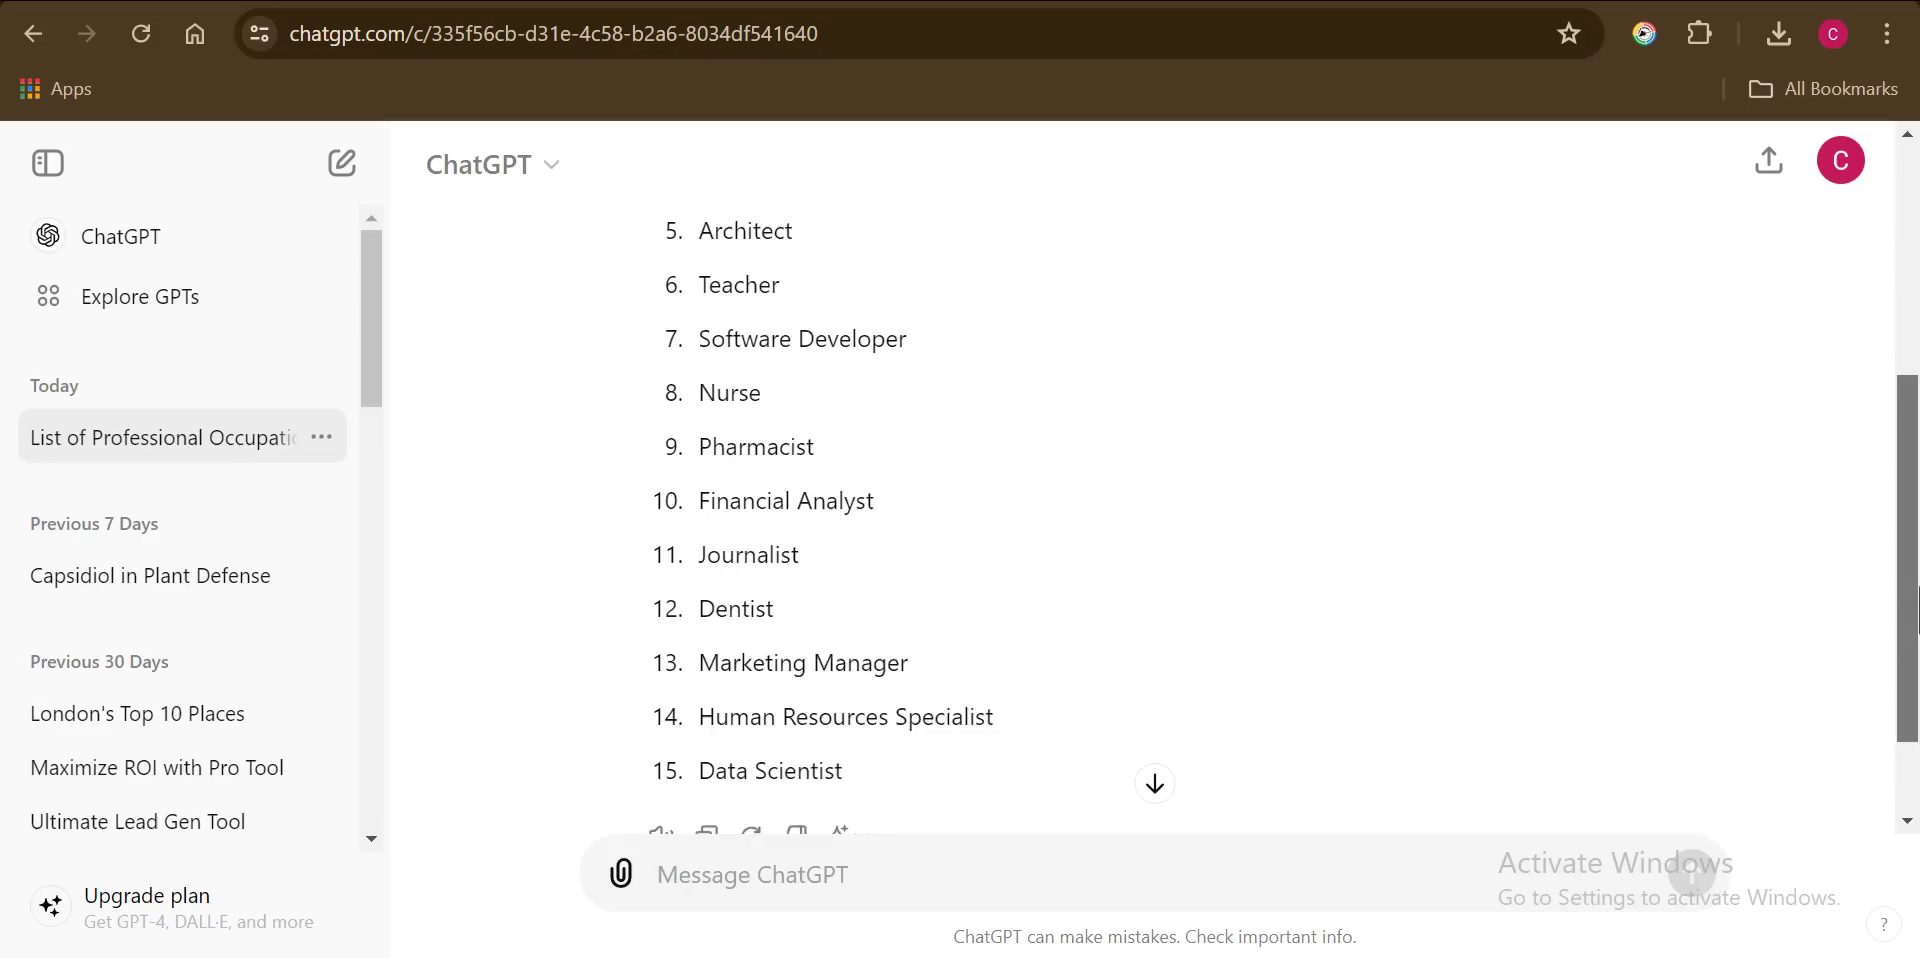 chatgpt.com/c/335f56cb-d31e-4c58-b2a6-8034df541640
C
Apps
All Bookmarks
ChatGPT
C
ChatGPT
Explore GPTs
Today
List of Professional Occupatic
Previous 7 Days
Capsidiol in Plant Defense
Previous 30 Days
London's Top 10 Places
Maximize ROI with Pro Tool
Ultimate Lead Gen Tool
Upgrade plan
Get GPT-4, DALL·E, and more
5. Architect
6. Teacher
7. Software Developer
8. Nurse
9. Pharmacist
10. Financial Analyst
11. Journalist
12. Dentist
13. Marketing Manager
14. Human Resources Specialist
15. Data Scientist
Message ChatGPT
Activate Windows
Go to Settings to activate Windows.
ChatGPT can make mistakes. Check important info.
?